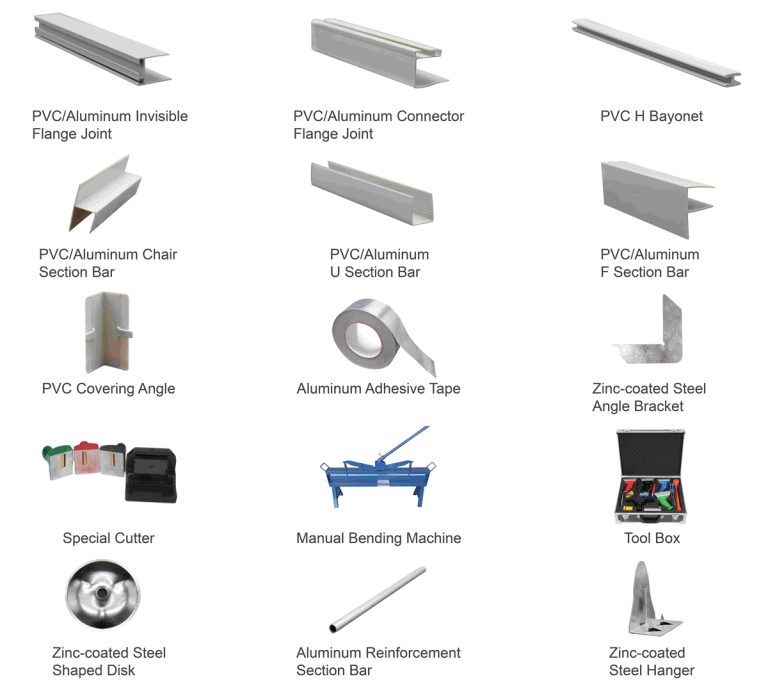 PVC/Aluminum Invisible
Flange Joint
PVC/Aluminum Connector
Flange Joint
PVC H Bayonet
PVC/Aluminum Chair
Section Bar
PVC/Aluminum
U Section Bar
PVC/Aluminum
F Section Bar
PVC Covering Angle
Aluminum Adhesive Tape
Zinc-coated Steel
Angle Bracket
Special Cutter
Manual Bending Machine
Tool Box
Zinc-coated Steel
Shaped Disk
Aluminum Reinforcement
Section Bar
Zinc-coated
Steel Hanger